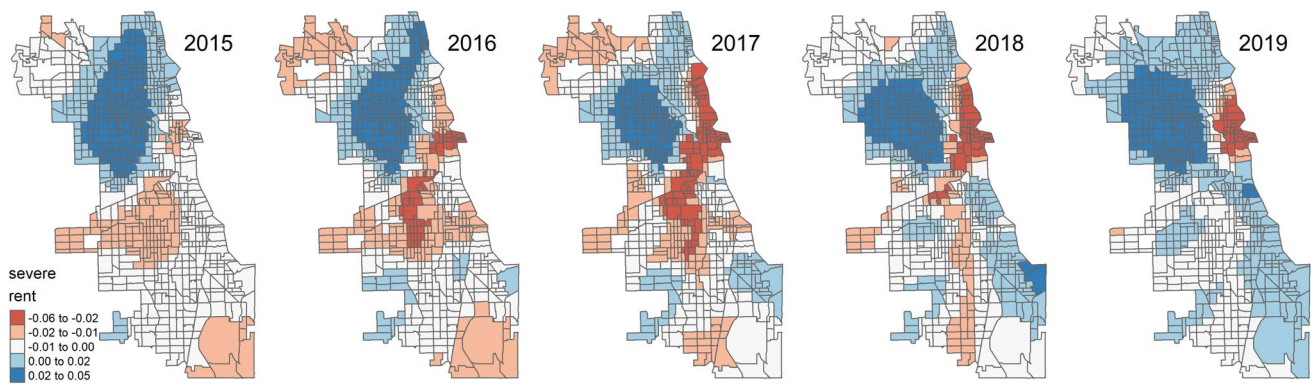 2015
2016
2017
2018
2019
severe
rent
-0.06 to -0.02
-0.02 to -0.01
-0.01 to 0.00
0.00 to 0.02
0.02 to 0.05